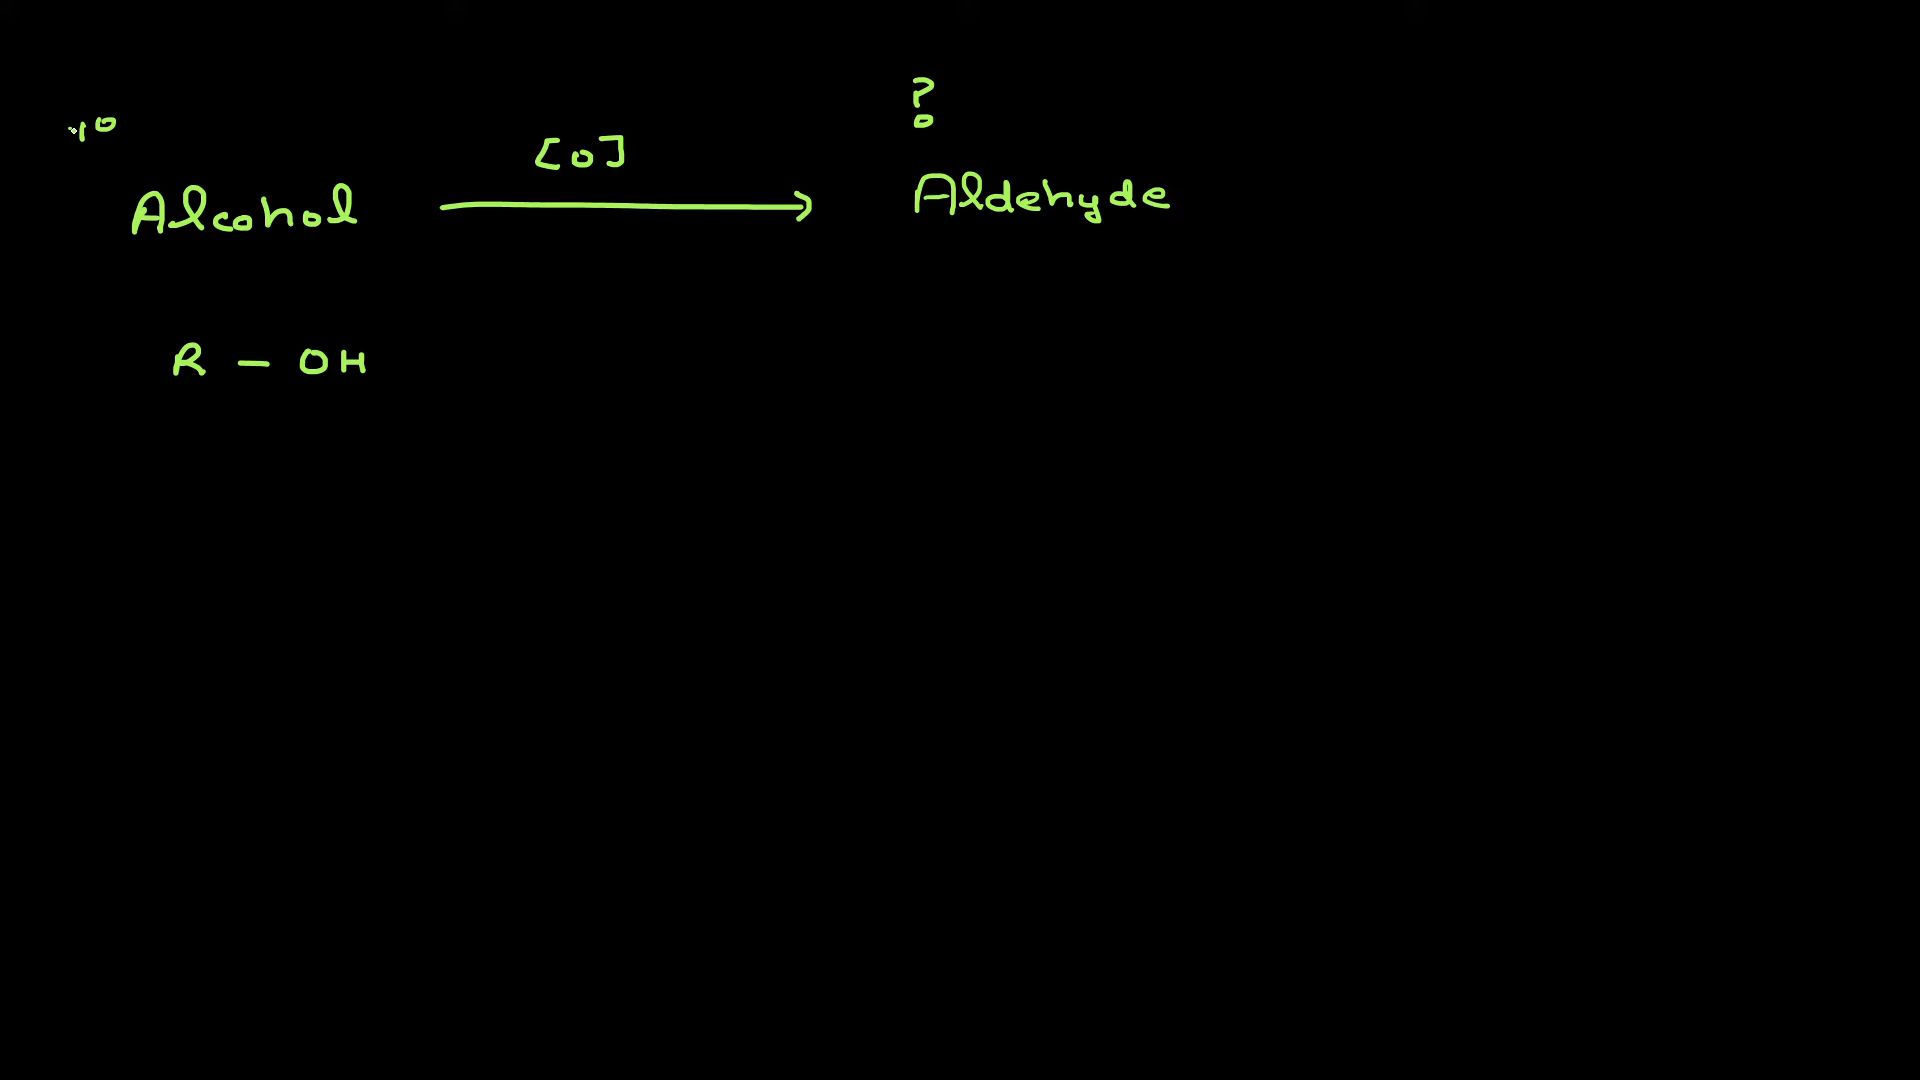 ?
1°
[O]
Alcohol ⟶ Aldehyde
R - OH